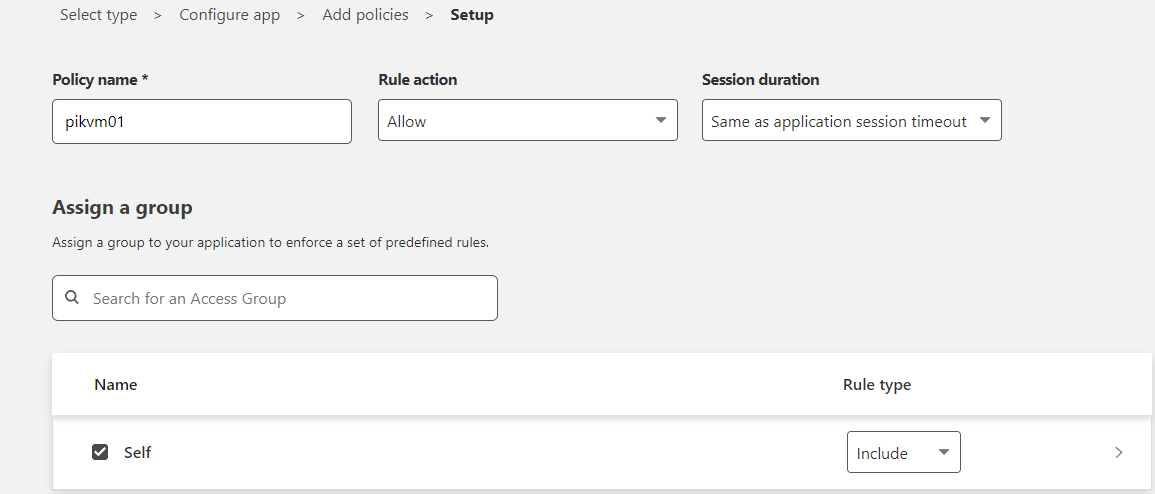 Select type > Configure app > Add policies > Setup
Policy name * Rule action Session duration
pikvm01 Allow Same as application session timeout
Assign a group
Assign a group to your application to enforce a set of predefined rules.
Search for an Access Group
Name Rule type
Self Include